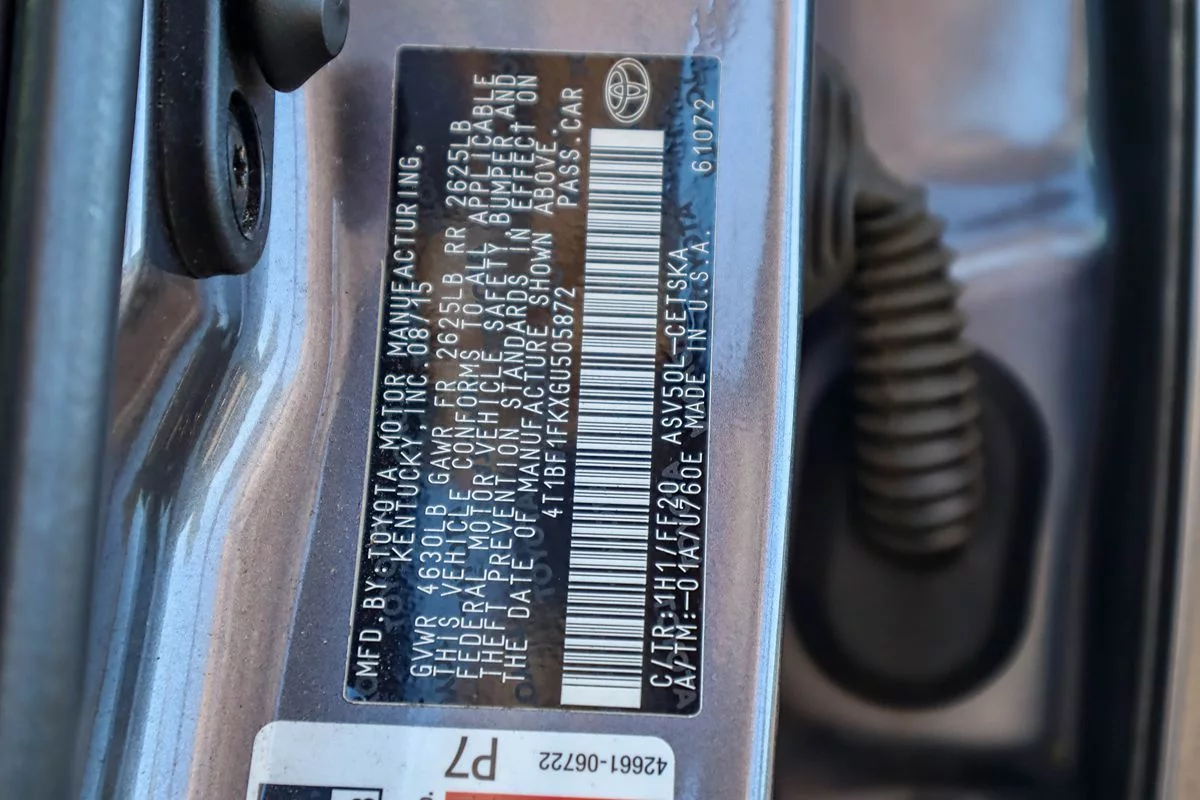 MFD.BY:TOYOTA MOTOR MANUFACTURING,
KENTUCKY,INC.08/15
GVWR 4630LB GAWR FR 2625LB RR 2625LB
THIS VEHICLE CONFORMS TO ALL APPLICABLE
FEDERAL MOTOR VEHICLE SAFETY,BUMPER,AND
THEFT PREVENTION STANDARDS IN EFFECT ON
THE DATE OF MANUFACTURE SHOWN ABOVE.
4T1BF1FKXGU505872 PASS.CAR
C/TR:1H1/FF20 ASV50L-CETSKA 61072
A/TM:-01A/U760E MADE IN U.S.A.
42661-06722
P7